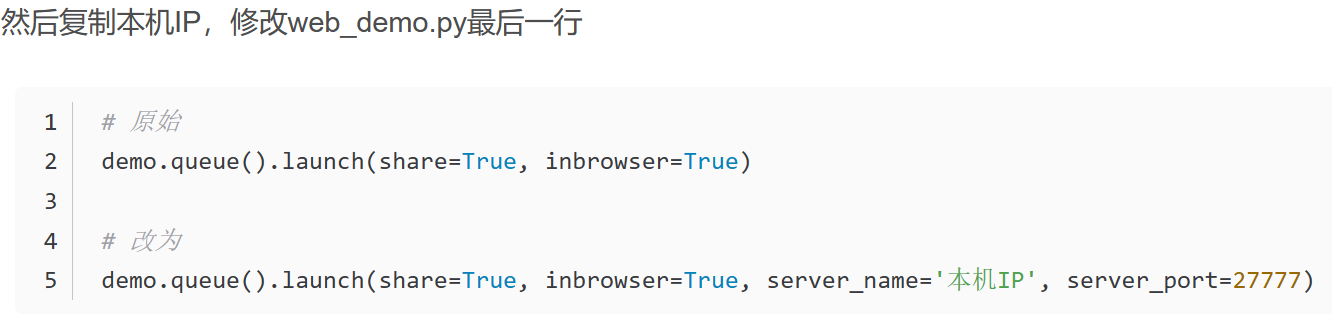 然后复制本机IP，修改web_demo.py最后一行
1 # 原始
2 demo.queue().launch(share=True, inbrowser=True)
3
4 # 改为
5 demo.queue().launch(share=True, inbrowser=True, server_name='本机IP', server_port=27777)